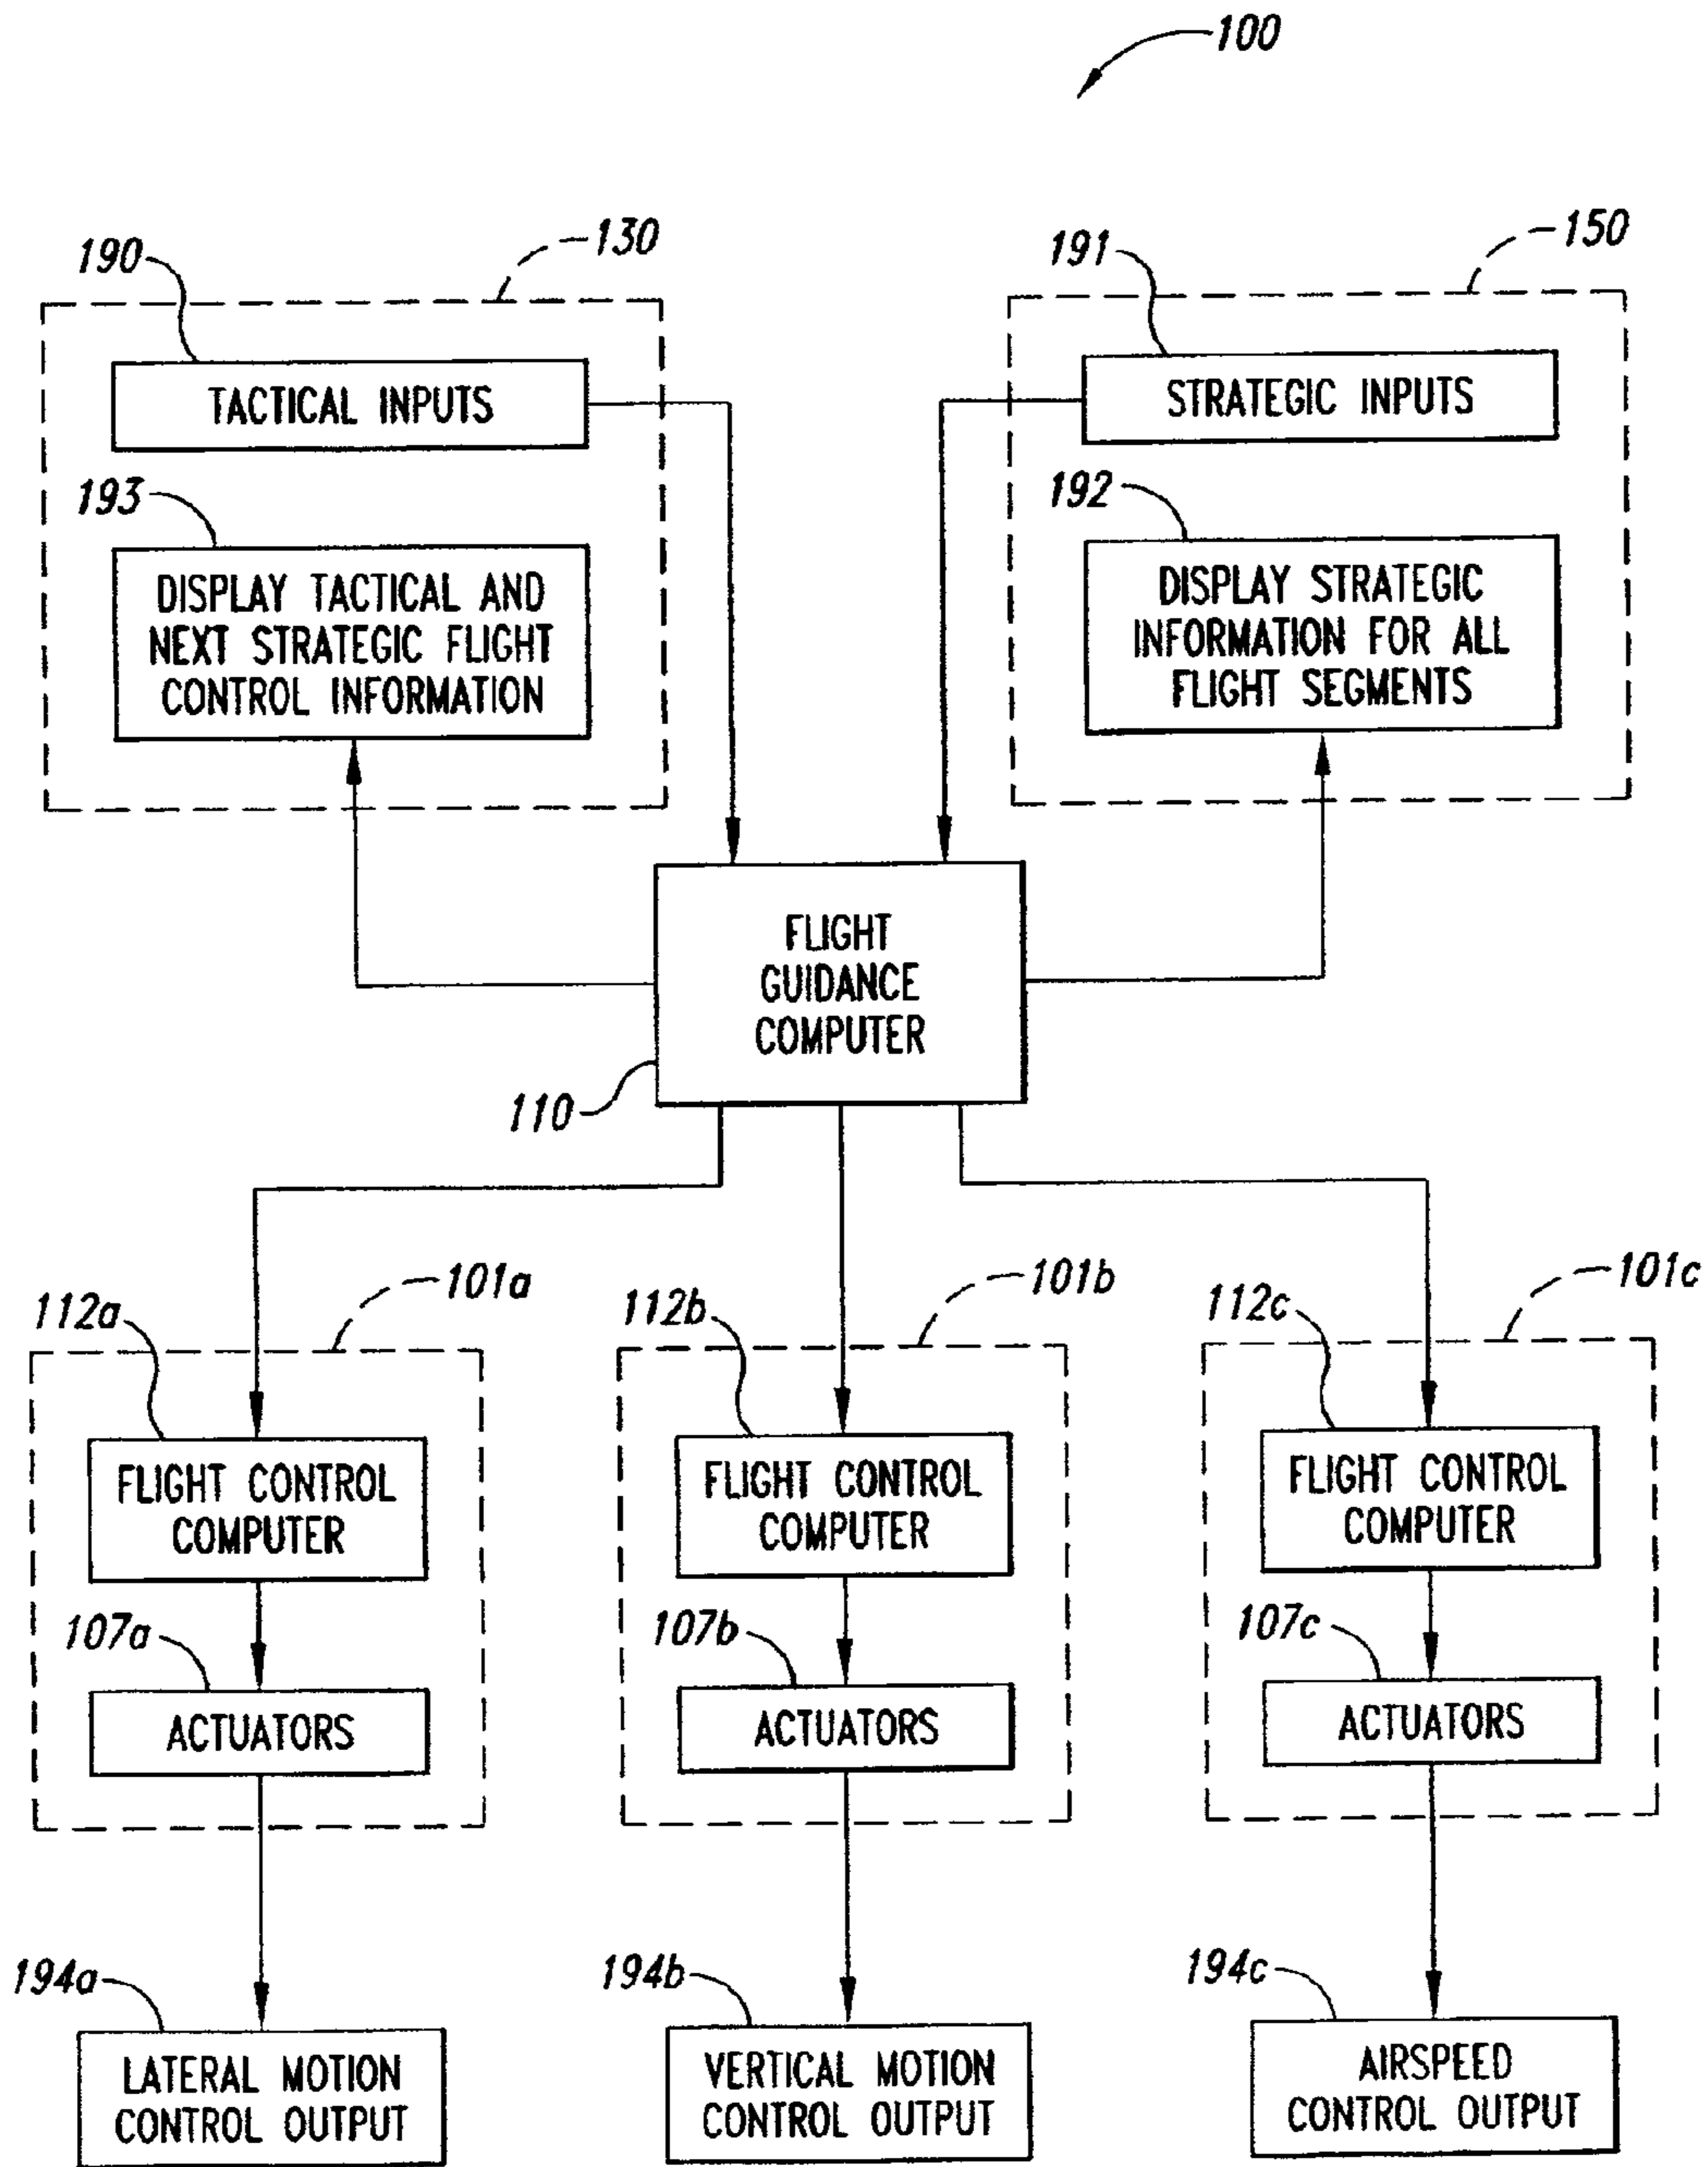 100
130
150
190
191
TACTICAL INPUTS
STRATEGIC INPUTS
193
192
DISPLAY TACTICAL AND
NEXT STRATEGIC FLIGHT
CONTROL INFORMATION
DISPLAY STRATEGIC
INFORMATION FOR ALL
FLIGHT SEGMENTS
FLIGHT
GUIDANCE
COMPUTER
110
101a
101b
101c
112a
112b
112c
FLIGHT CONTROL
COMPUTER
FLIGHT CONTROL
COMPUTER
FLIGHT CONTROL
COMPUTER
107a
107b
107c
ACTUATORS
ACTUATORS
ACTUATORS
194a
194b
194c
LATERAL MOTION
CONTROL OUTPUT
VERTICAL MOTION
CONTROL OUTPUT
AIRSPEED
CONTROL OUTPUT